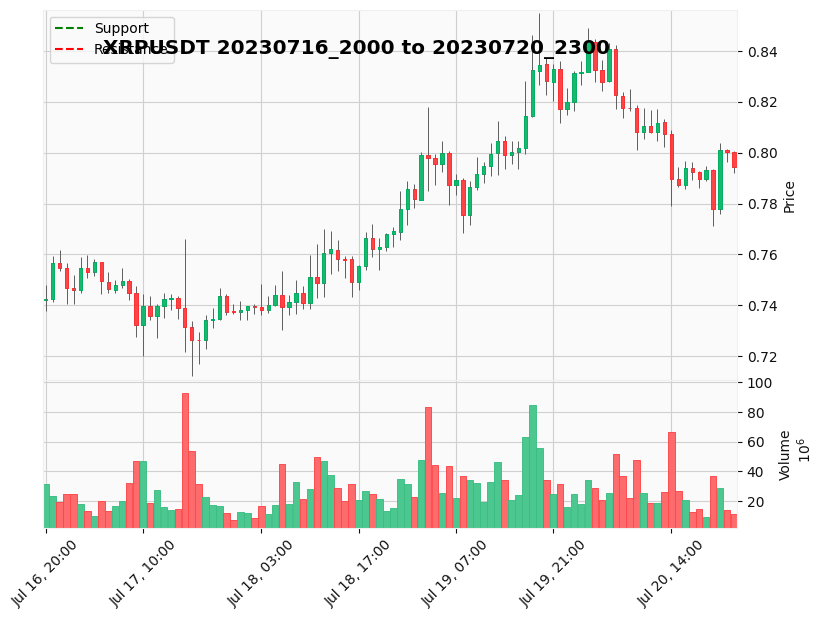 XRPUSDT 20230716_2000 to 20230720_2300
Support
Resistance
0.84
0.82
0.80
0.78
0.76
0.74
0.72
Price
100
80
60
40
20
Volume
10^6
Jul 16, 20:00
Jul 17, 10:00
Jul 18, 03:00
Jul 18, 17:00
Jul 19, 07:00
Jul 19, 21:00
Jul 20, 14:00